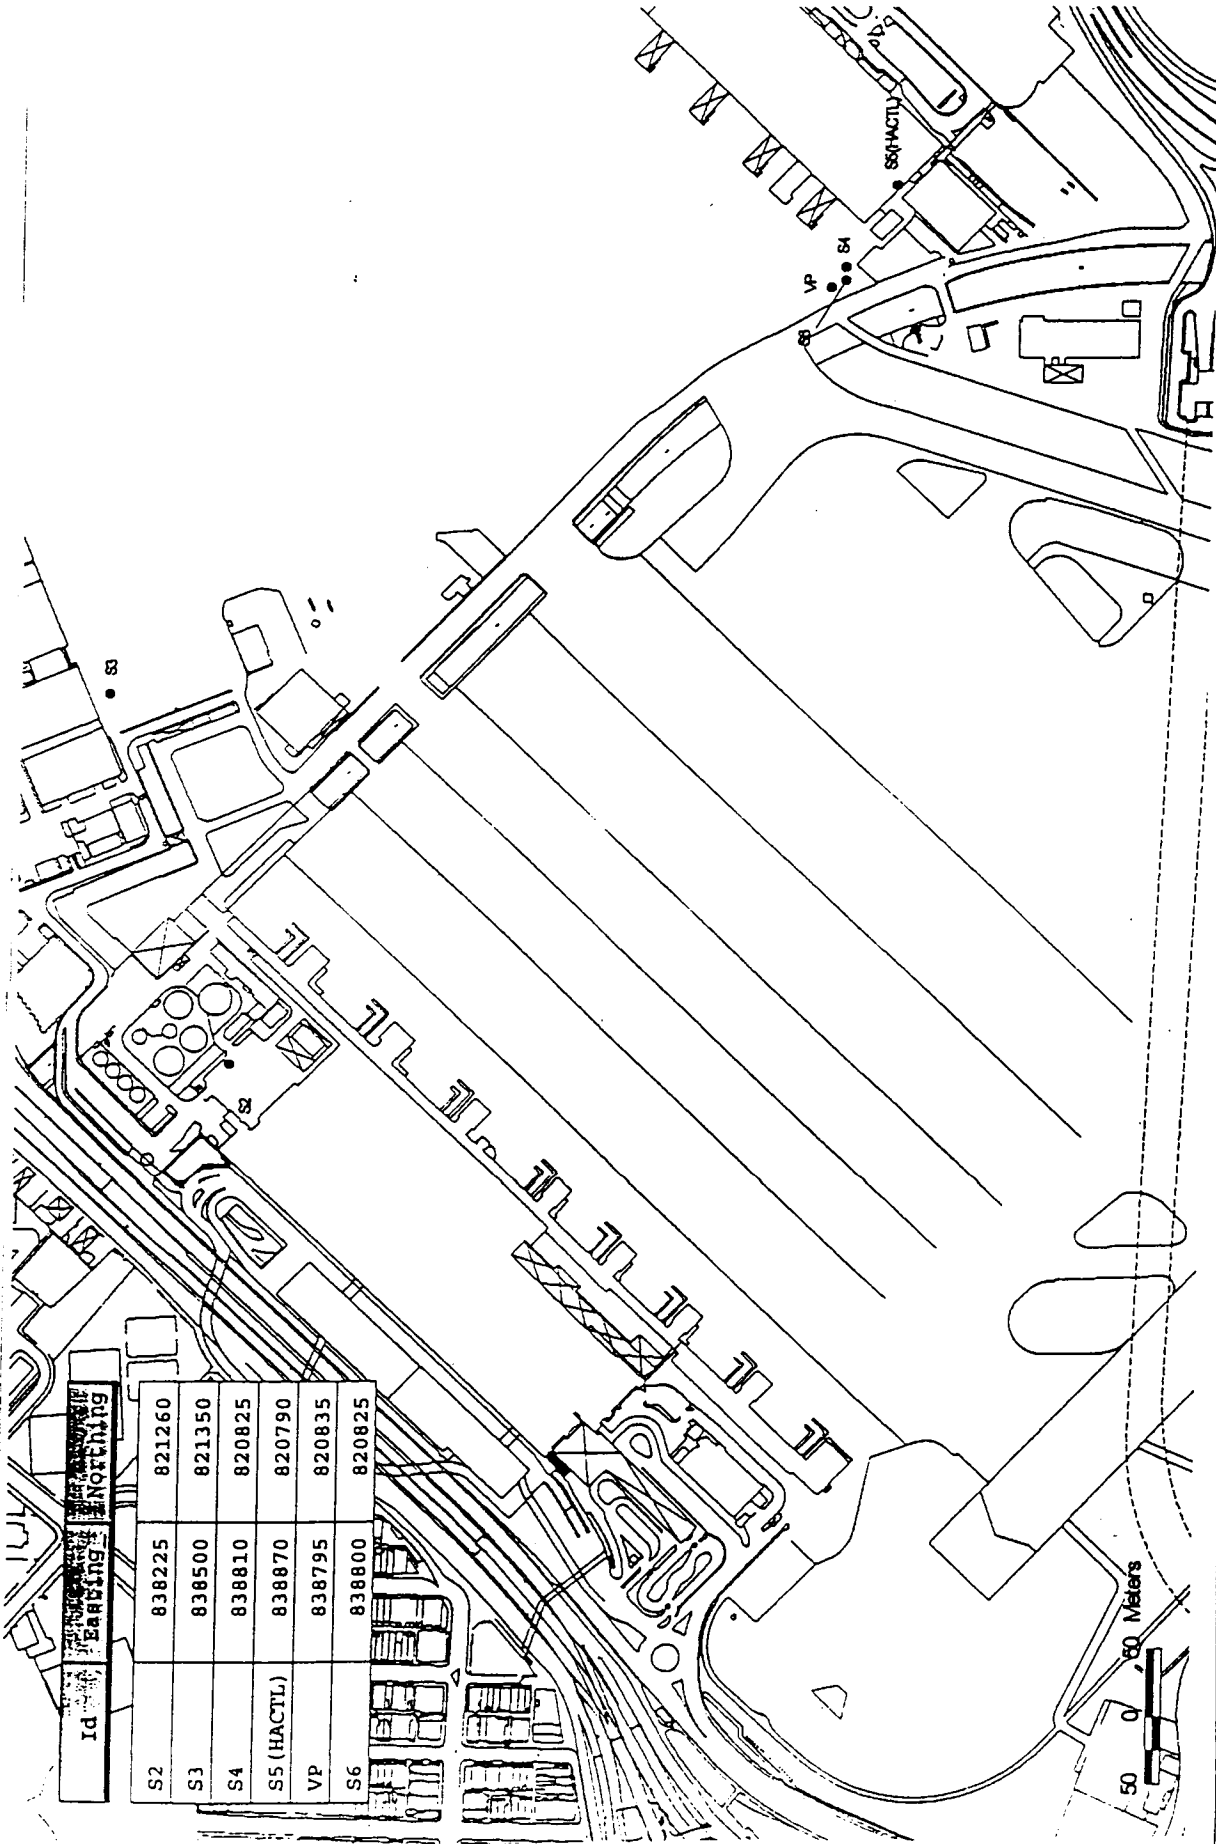 Id Easting Northing
S2 838225 821260
S3 838500 821350
S4 838810 820825
S5 (HACTL) 838870 820790
VP 838795 820835
S6 838800 820825
S2
S3
VP
S4
S6
S5(HACTL)
50 0 50 Meters